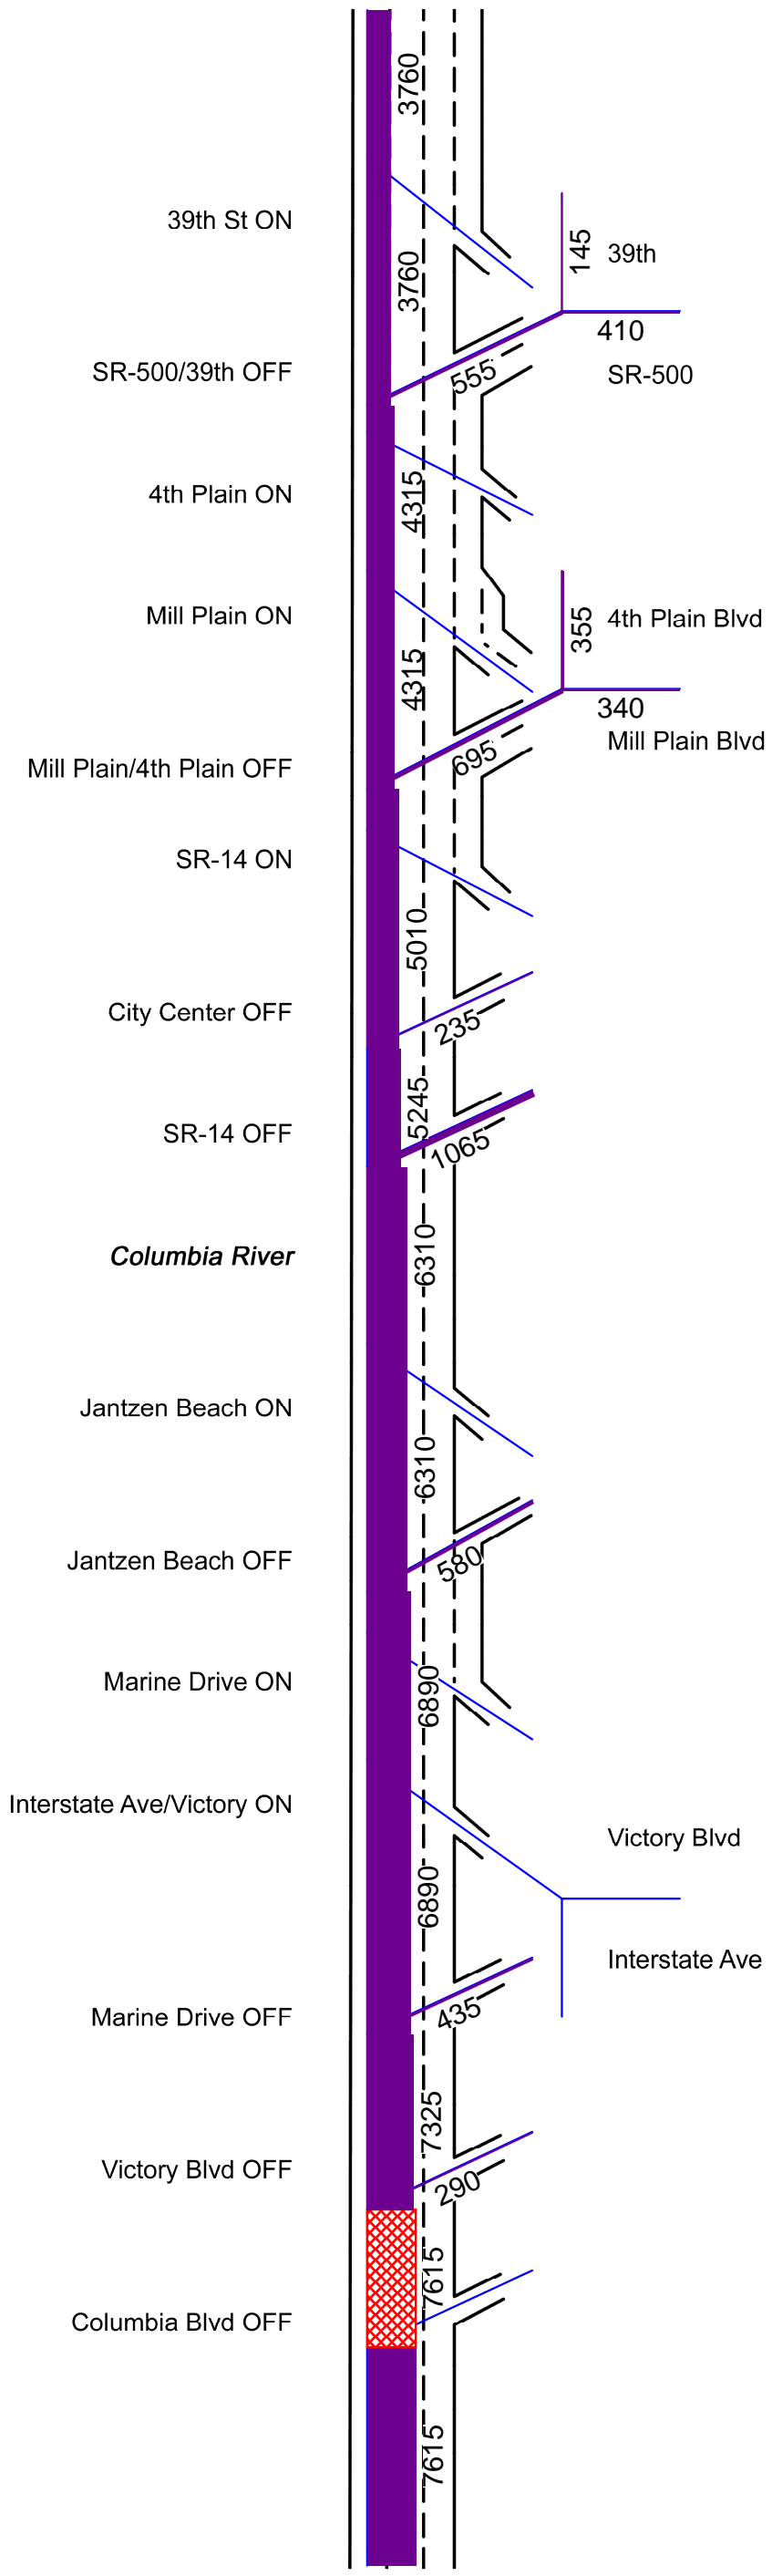 3760
39th St ON
145
39th
3760
410
SR-500/39th OFF
555
SR-500
4th Plain ON
4315
Mill Plain ON
355
4th Plain Blvd
4315
340
Mill Plain Blvd
Mill Plain/4th Plain OFF
695
SR-14 ON
5010
City Center OFF
235
5245
SR-14 OFF
1065
Columbia River
6310
Jantzen Beach ON
6310
Jantzen Beach OFF
580
Marine Drive ON
6890
Interstate Ave/Victory ON
Victory Blvd
6890
Interstate Ave
Marine Drive OFF
435
7325
Victory Blvd OFF
290
7615
Columbia Blvd OFF
7615